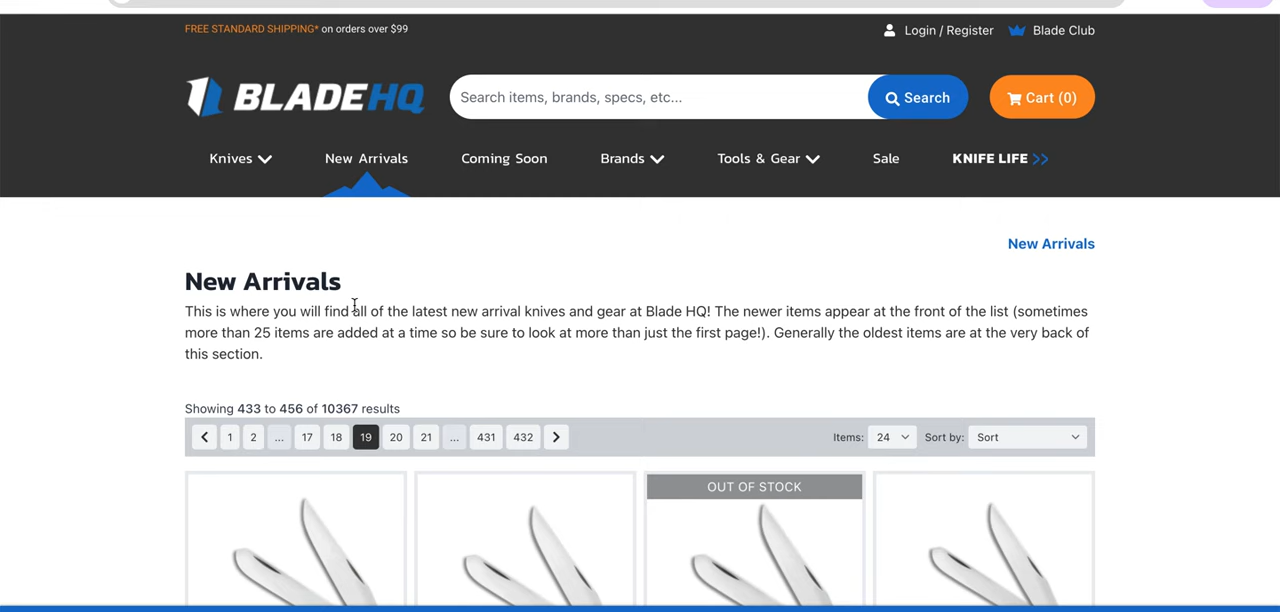 FREE STANDARD SHIPPING* on orders over $99
Login / Register
Blade Club
BLADEHQ
Search items, brands, specs, etc...
Search
Cart (0)
Knives
New Arrivals
Coming Soon
Brands
Tools & Gear
Sale
KNIFE LIFE >>
New Arrivals
New Arrivals
This is where you will find all of the latest new arrival knives and gear at Blade HQ! The newer items appear at the front of the list (sometimes
more than 25 items are added at a time so be sure to look at more than just the first page!). Generally the oldest items are at the very back of
this section.
Showing 433 to 456 of 10367 results
1 2 ... 17 18 19 20 21 ... 431 432
Items: 24
Sort by: Sort
OUT OF STOCK